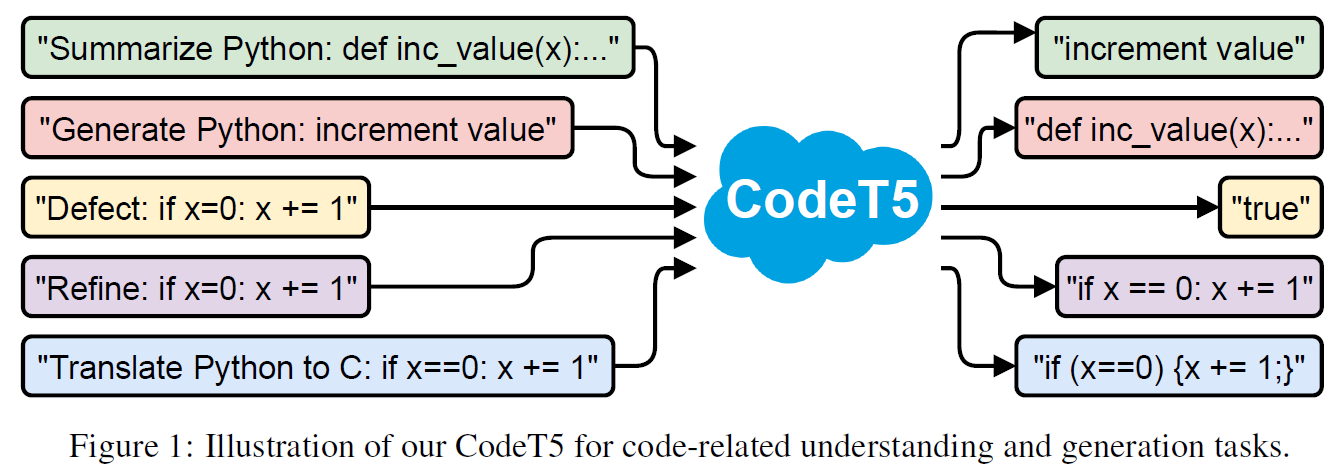 "Summarize Python: def inc_value(x):..."
"Generate Python: increment value"
"Defect: if x=0: x += 1"
"Refine: if x=0: x += 1"
"Translate Python to C: if x==0: x += 1"
CodeT5
"increment value"
"def inc_value(x):..."
"true"
"if x == 0: x += 1"
"if (x==0) {x += 1;}"
Figure 1: Illustration of our CodeT5 for code-related understanding and generation tasks.